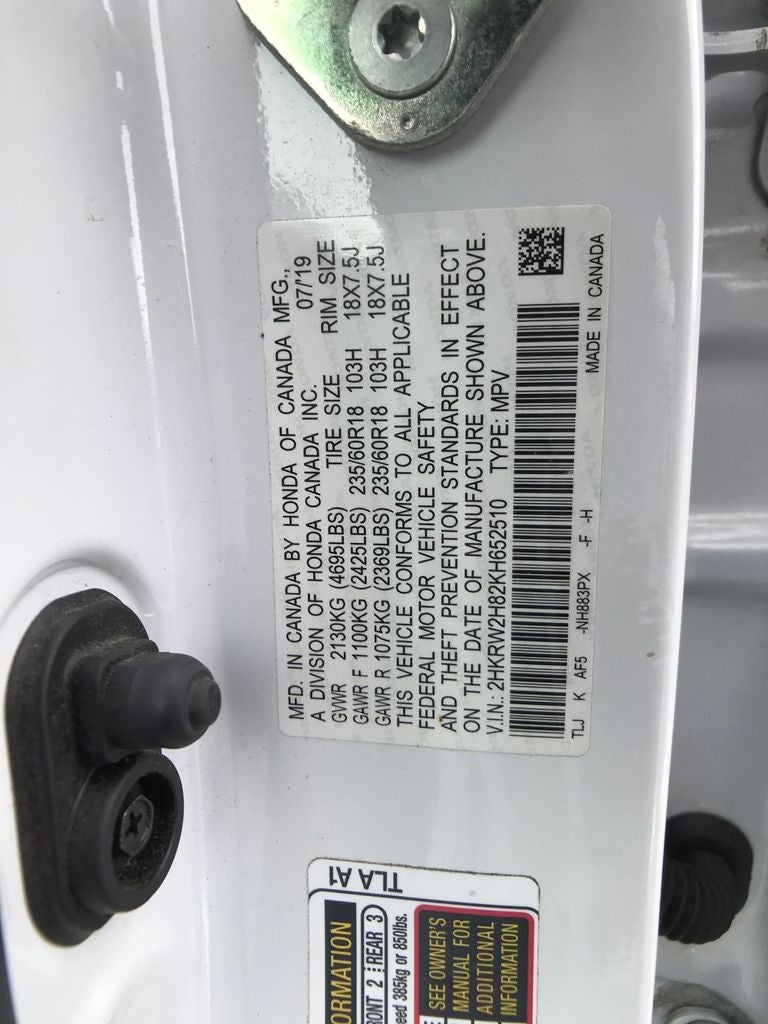 MFD. IN CANADA BY HONDA OF CANADA MFG.,
A DIVISION OF HONDA CANADA INC. 07/19
GVWR 2130KG (4695LBS) TIRE SIZE RIM SIZE
GAWR F 1100KG (2425LBS) 235/60R18 103H 18X7.5J
GAWR R 1075KG (2369LBS) 235/60R18 103H 18X7.5J
THIS VEHICLE CONFORMS TO ALL APPLICABLE
FEDERAL MOTOR VEHICLE SAFETY
AND THEFT PREVENTION STANDARDS IN EFFECT
ON THE DATE OF MANUFACTURE SHOWN ABOVE.
V.I.N.: 2HKRW2H82KH652510 TYPE: MPV
TLJ K AF5 -NH883PX -F -H MADE IN CANADA
TLA A1
ORMATION
RONT 2 REAR 3
eed 385kg or 850lbs.
SEE OWNER'S
MANUAL FOR
ADDITIONAL
INFORMATION